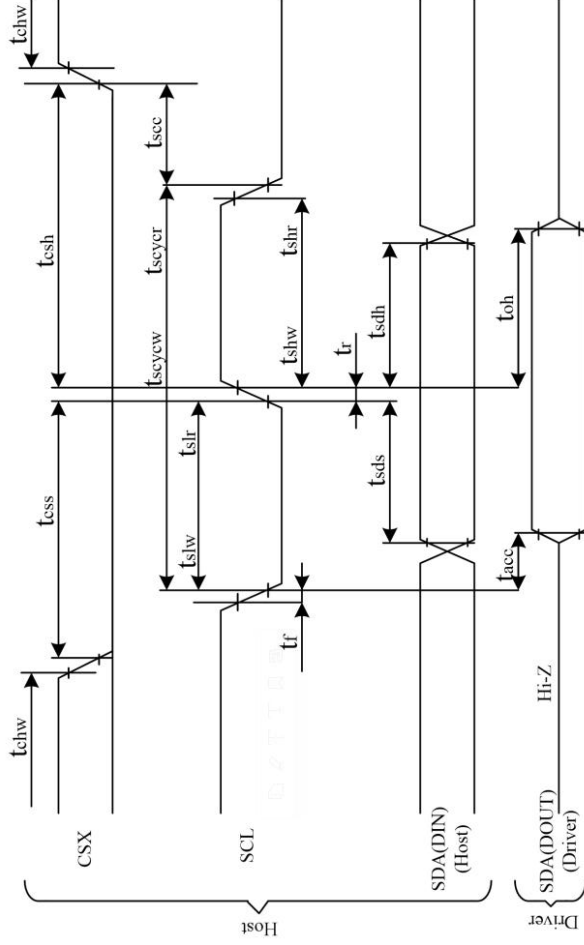 tchw
tcss
tcsh
tchw
CSX
tscycw
tscycr
tscc
tslw
tslr
SCL
tf
tshw
tshr
tr
tsds
tsdh
SDA(DIN)
(Host)
tacc
toh
Hi-Z
SDA(DOUT)
(Driver)
Host
Driver